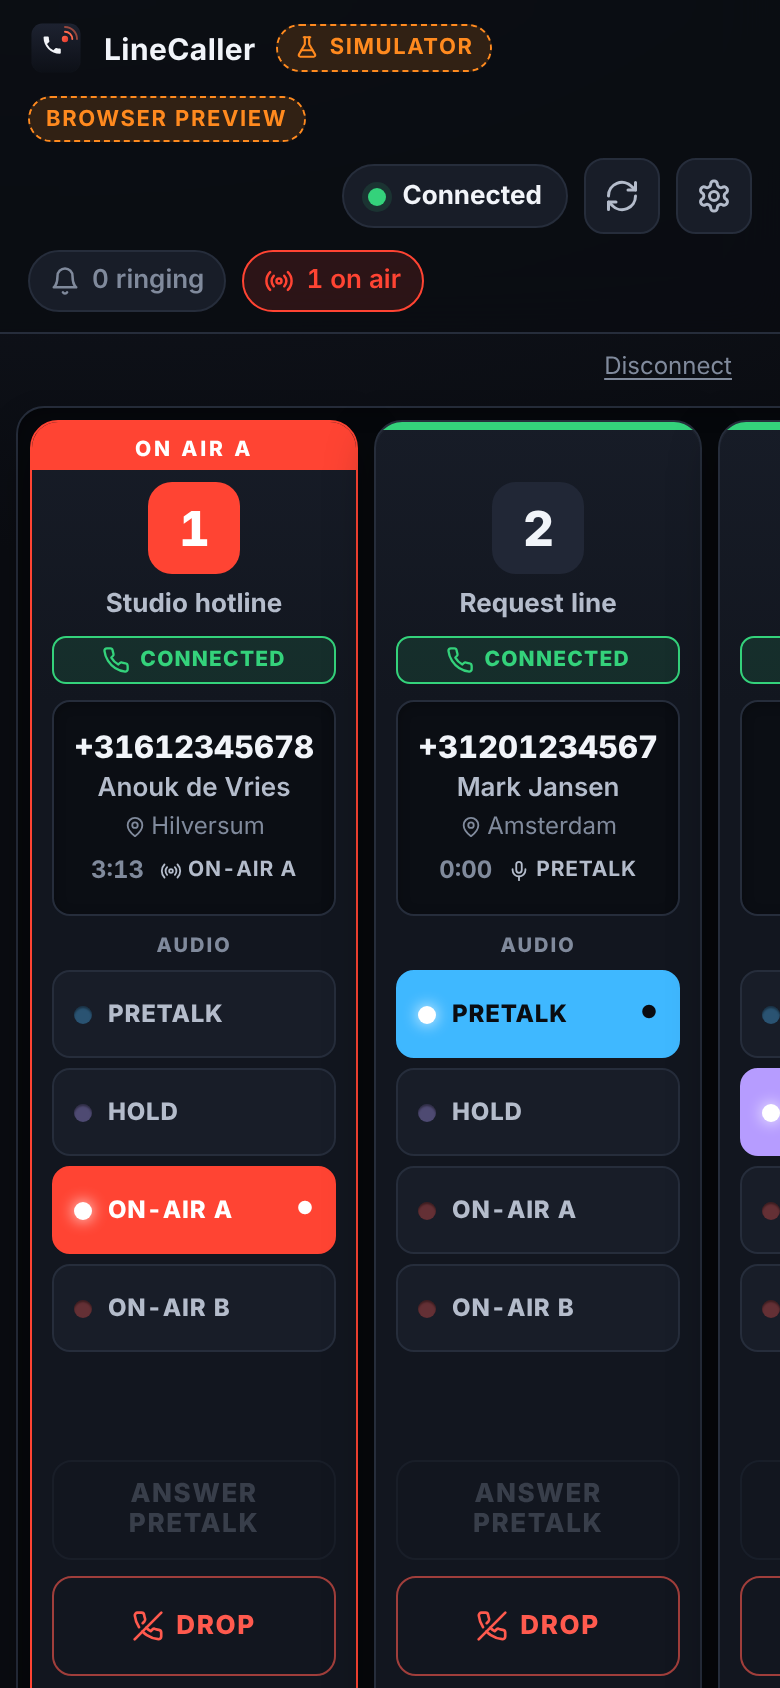 LineCaller
SIMULATOR
BROWSER PREVIEW
Connected
0 ringing
1 on air
Disconnect
ON AIR A
1
Studio hotline
CONNECTED
+31612345678
Anouk de Vries
Hilversum
3:13 ON-AIR A
AUDIO
PRETALK
HOLD
ON-AIR A
ON-AIR B
ANSWER
PRETALK
DROP
2
Request line
CONNECTED
+31201234567
Mark Jansen
Amsterdam
0:00 PRETALK
AUDIO
PRETALK
HOLD
ON-AIR A
ON-AIR B
ANSWER
PRETALK
DROP